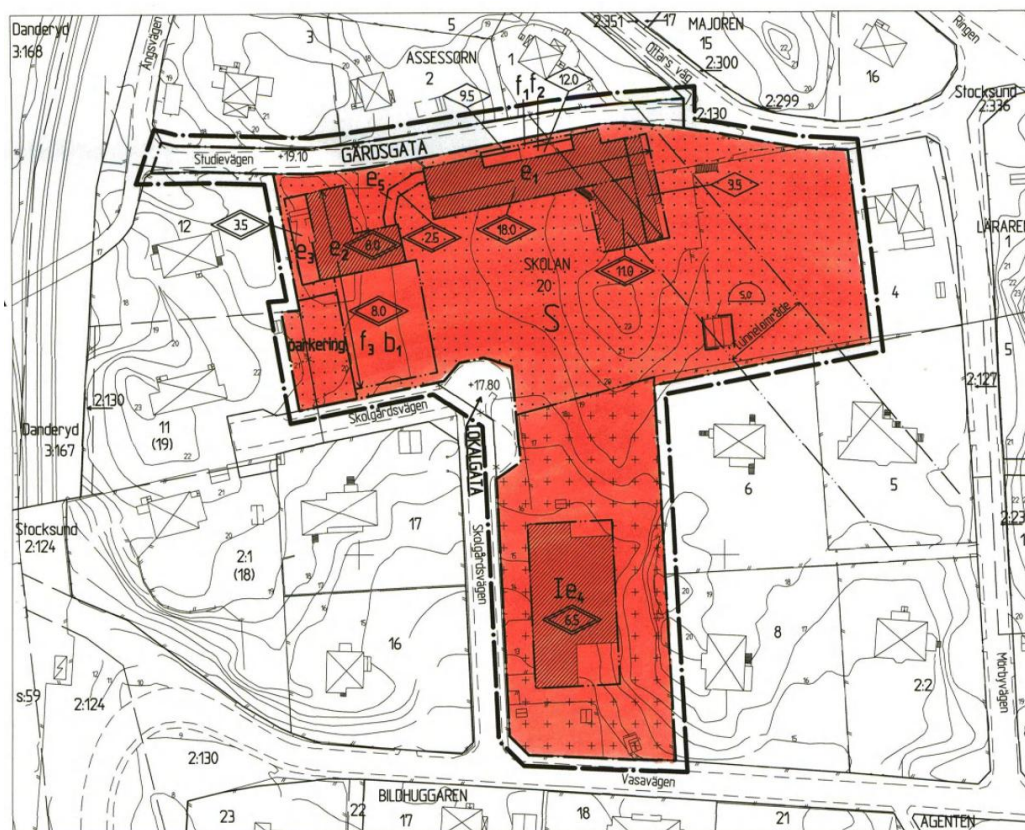 Danderyd
3:168
Ängsvägen
3
5
ASSESSORN
2
1
9.5
f₁f₂
12.0
2:351
17
MAJOREN
15
2:300
Ottars väg
16
Ringen
2:299
2:130
Stocksund
2:336
Studievägen
+19.10
GÅRDSGATA
e₅
e₁
3.5
12
3.5
e₃
e₂
8.0
2.5
18.0
SKOLAN
20
11.0
S
5.0
tunnelområde
4
LÄRAREN
1
5
8.0
parkering
f₃ b₁
+17.80
Skolgårdsvägen
LOKALGATA
2:130
Danderyd
3:167
11
(19)
2:127
6
5
Stocksund
2:124
2:1
(18)
17
Skolgårdsvägen
Ie₄
6.5
16
8
2:2
Mörbyvägen
s:59
2:124
2:130
Vasavägen
BILDHUGGAREN
23
22
17
18
21
AGENTEN